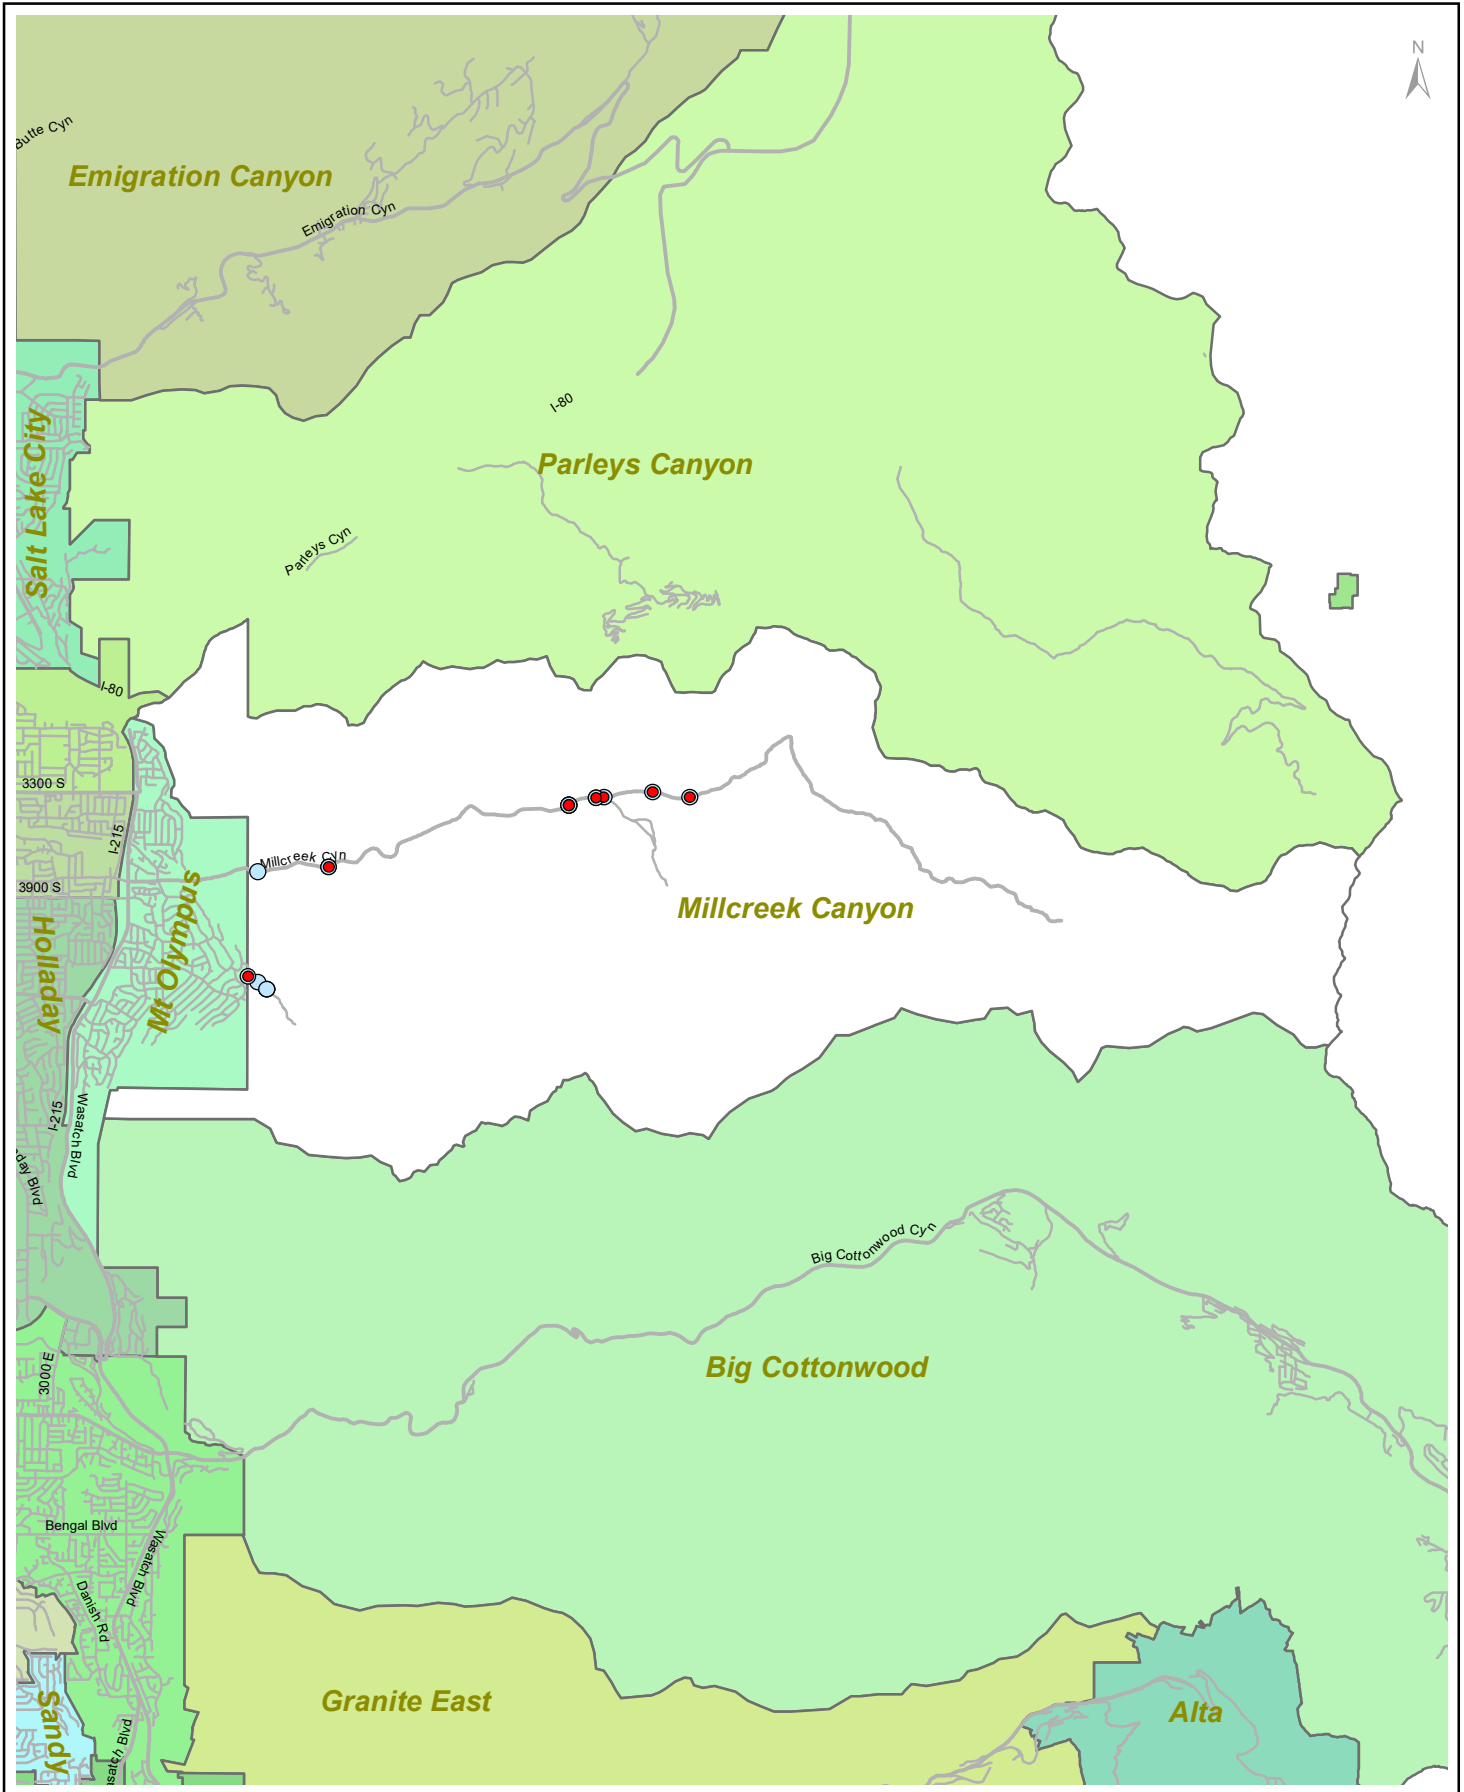 N
Butte Cyn
Emigration Canyon
Emigration Cyn
Salt Lake City
I-80
Parleys Canyon
Parleys Cyn
I-80
3300 S
I-215
Millcreek Cyn
3900 S
Mt Olympus
Holladay
Millcreek Canyon
I-215
Wasatch Blvd
day Blvd
Big Cottonwood Cyn
3000 E
Big Cottonwood
Bengal Blvd
Wasatch Blvd
Danish Rd
Granite East
Sandy
Alta
asatch Blvd